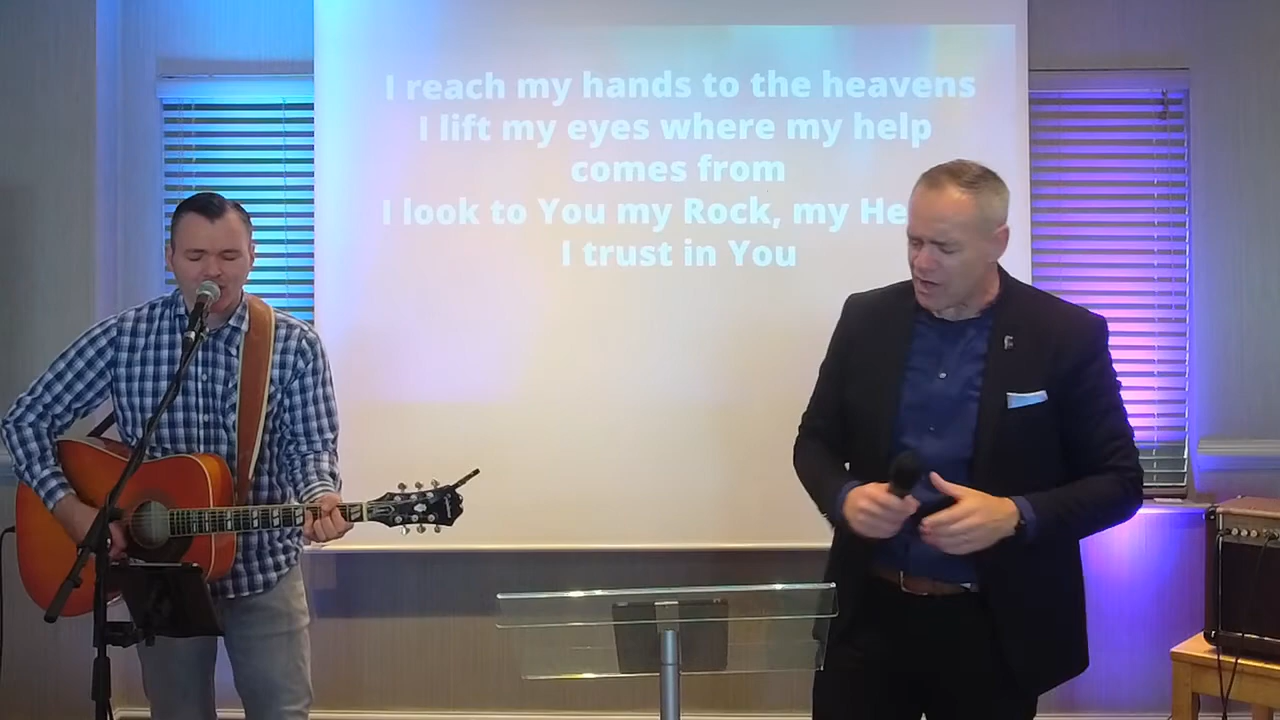 I reach my hands to the heavens
I lift my eyes where my help
comes from
I look to You my Rock, my He
I trust in You